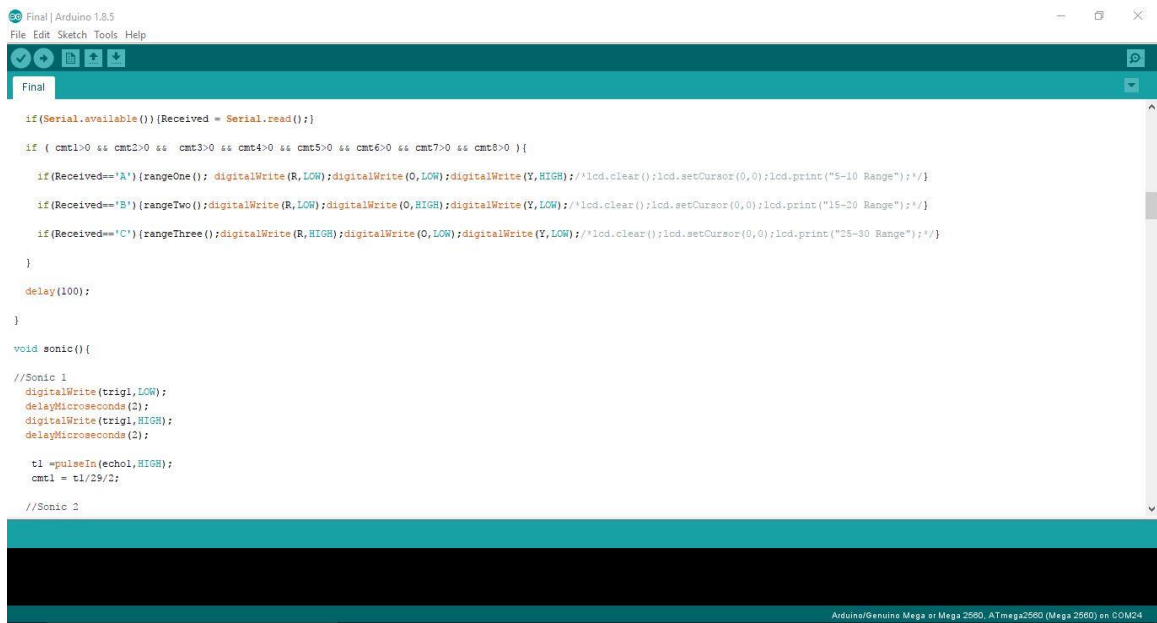 Final | Arduino 1.8.5
File Edit Sketch Tools Help
Final
if(Serial.available()){Received = Serial.read();}
if ( cmt1>0 && cmt2>0 &&  cmt3>0 && cmt4>0 && cmt5>0 && cmt6>0 && cmt7>0 && cmt8>0 ){
if(Received=='A'){rangeOne(); digitalWrite(R,LOW);digitalWrite(O,LOW);digitalWrite(Y,HIGH);/*lcd.clear();lcd.setCursor(0,0);lcd.print("5-10 Range");*/}
if(Received=='B'){rangeTwo();digitalWrite(R,LOW);digitalWrite(O,HIGH);digitalWrite(Y,LOW);/*lcd.clear();lcd.setCursor(0,0);lcd.print("15-20 Range");*/}
if(Received=='C'){rangeThree();digitalWrite(R,HIGH);digitalWrite(O,LOW);digitalWrite(Y,LOW);/*lcd.clear();lcd.setCursor(0,0);lcd.print("25-30 Range");*/}
}
delay(100);
}
void sonic(){
//Sonic 1
digitalWrite(trig1,LOW);
delayMicroseconds(2);
digitalWrite(trig1,HIGH);
delayMicroseconds(2);
t1 =pulseIn(echo1,HIGH);
cmt1 = t1/29/2;
//Sonic 2
Arduino/Genuino Mega or Mega 2560, ATmega2560 (Mega 2560) on COM24